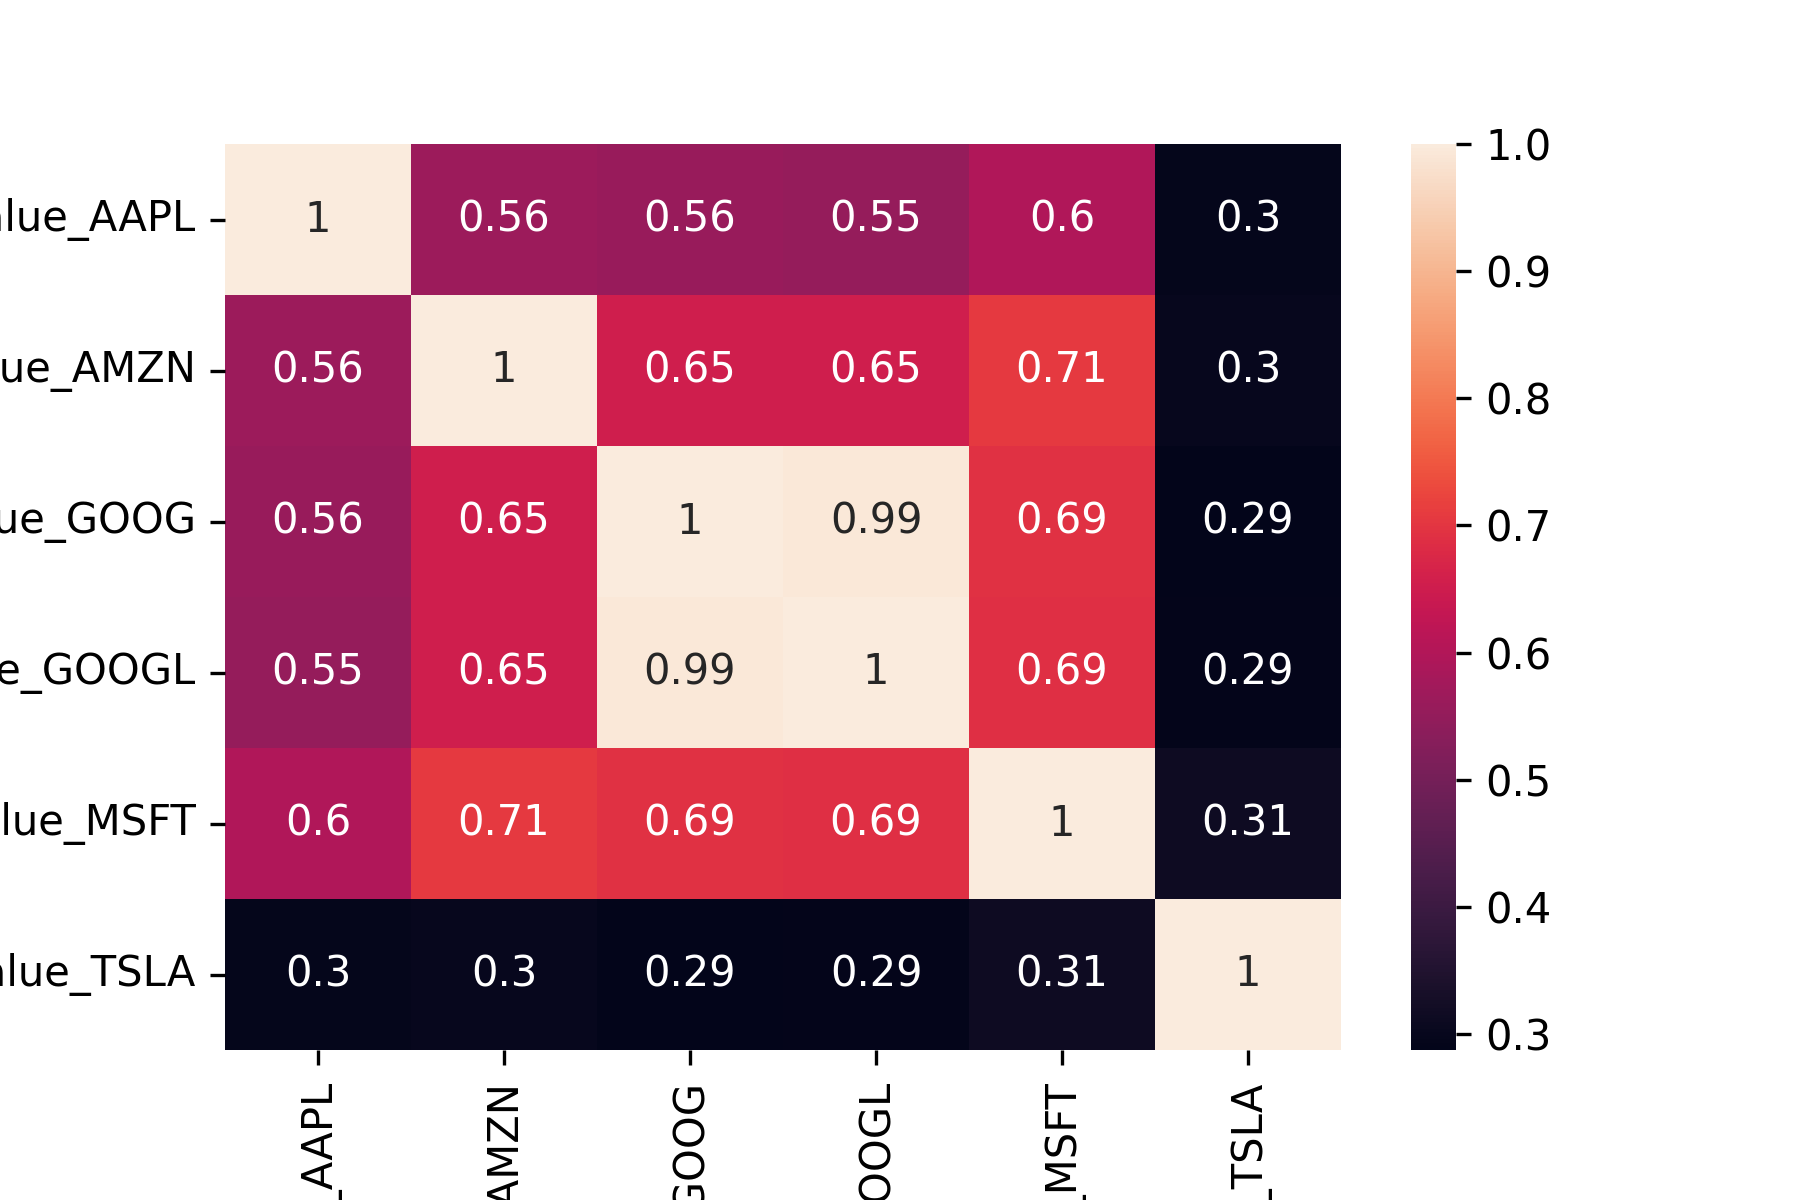 alue_AAPL 1 0.56 0.56 0.55 0.6 0.3
ue_AMZN 0.56 1 0.65 0.65 0.71 0.3
ue_GOOG 0.56 0.65 1 0.99 0.69 0.29
e_GOOGL 0.55 0.65 0.99 1 0.69 0.29
lue_MSFT 0.6 0.71 0.69 0.69 1 0.31
alue_TSLA 0.3 0.3 0.29 0.29 0.31 1
_AAPL
AMZN
GOOG
OOGL
_MSFT
_TSLA
1.0
0.9
0.8
0.7
0.6
0.5
0.4
0.3